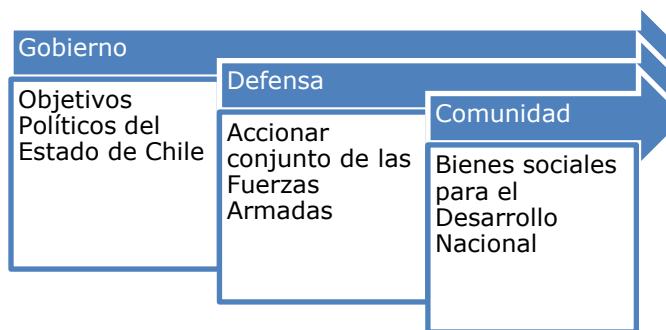 Gobierno
Objetivos
Políticos del
Estado de Chile
Defensa
Accionar
conjunto de las
Fuerzas
Armadas
Comunidad
Bienes sociales
para el
Desarrollo
Nacional